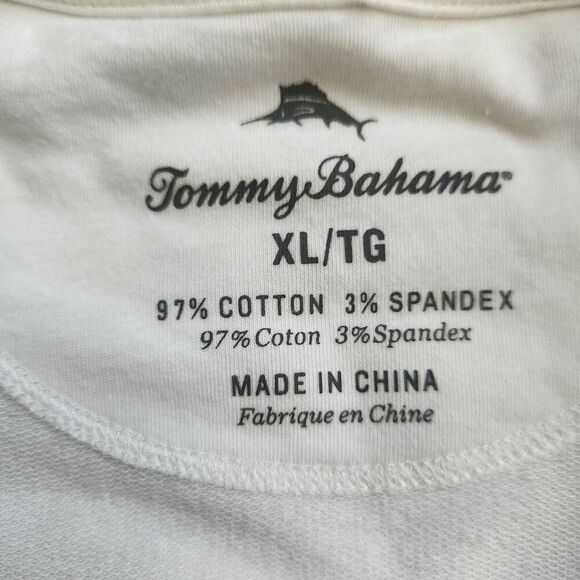 Tommy Bahama®
XL/TG
97% COTTON 3% SPANDEX
97% Coton 3% Spandex
MADE IN CHINA
Fabrique en Chine